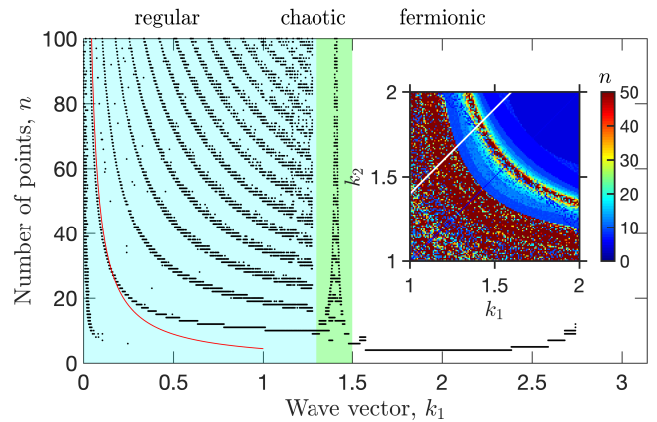 regular chaotic fermionic
100
80
60
40
20
0
Number of points, n
0 0.5 1 1.5 2 2.5 3
Wave vector, k₁
2
1.5
1
k₂
1 1.5 2
k₁
n
50
40
30
20
10
0